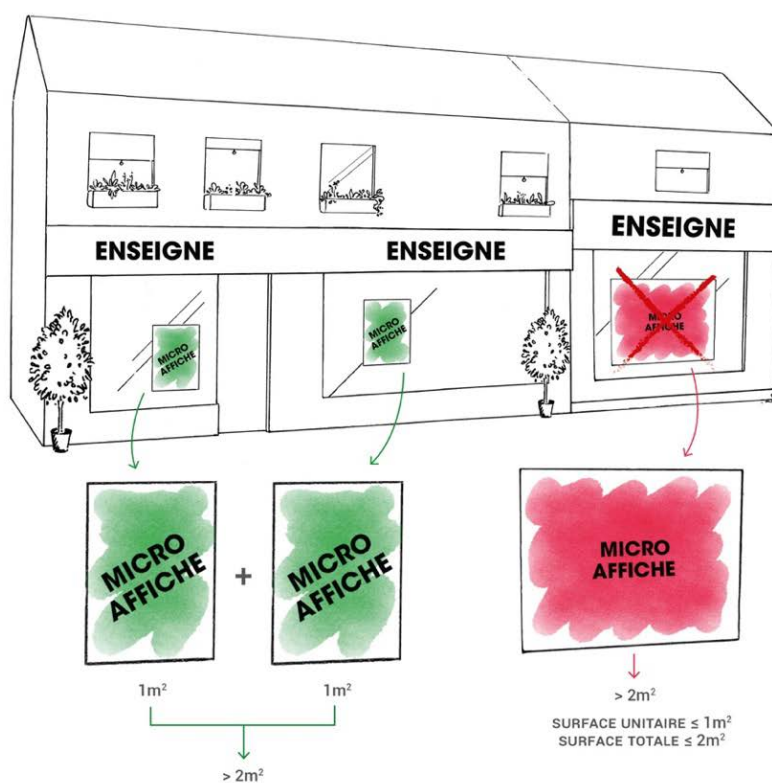 ENSEIGNE
ENSEIGNE
ENSEIGNE
MICRO
AFFICHE
MICRO
AFFICHE
MICRO
AFFICHE
MICRO
AFFICHE
+
MICRO
AFFICHE
MICRO
AFFICHE
1m²
1m²
> 2m²
> 2m²
SURFACE UNITAIRE ≤ 1m²
SURFACE TOTALE ≤ 2m²